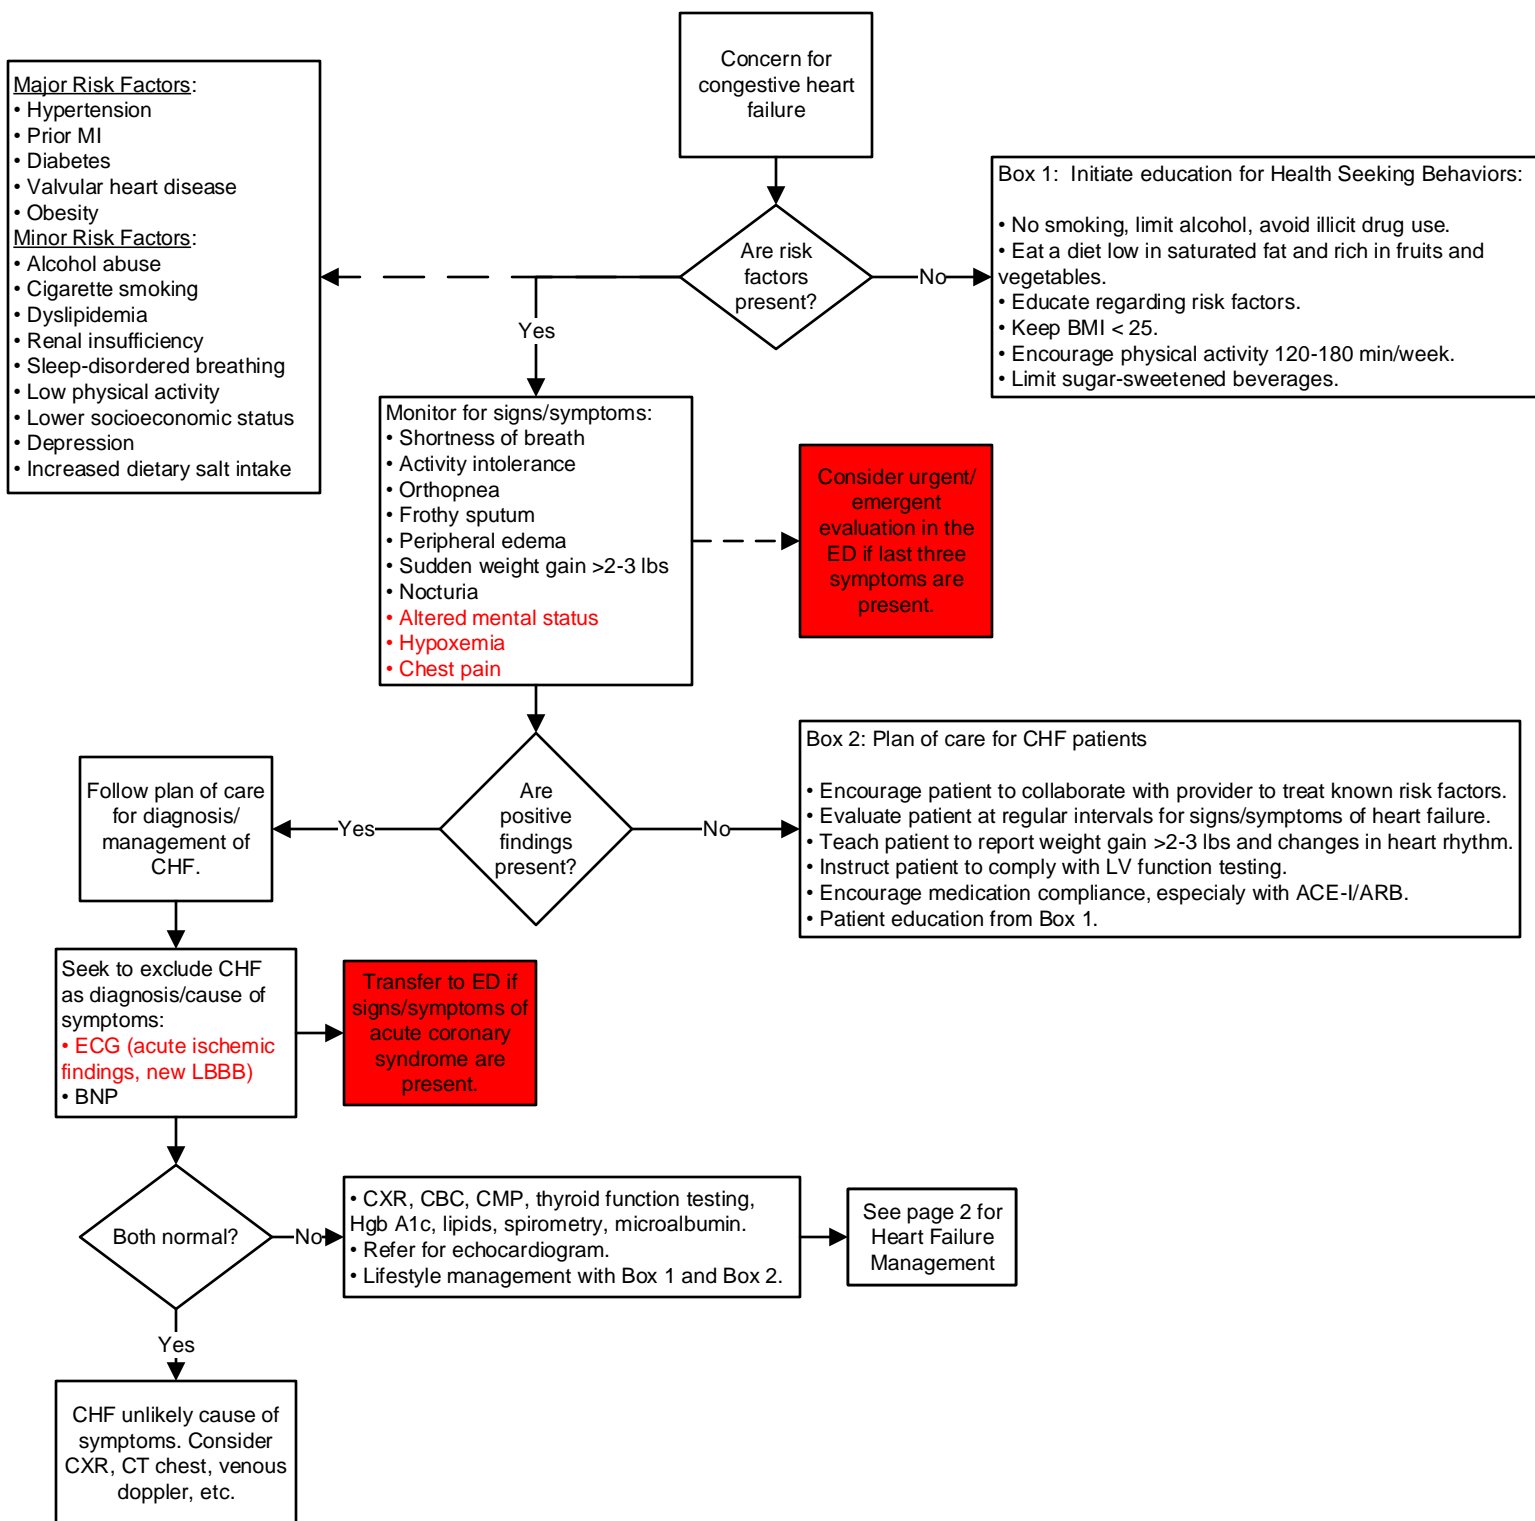 Concern for
congestive heart
failure
Major Risk Factors:
• Hypertension
• Prior MI
• Diabetes
• Valvular heart disease
• Obesity
Minor Risk Factors:
• Alcohol abuse
• Cigarette smoking
• Dyslipidemia
• Renal insufficiency
• Sleep-disordered breathing
• Low physical activity
• Lower socioeconomic status
• Depression
• Increased dietary salt intake
Are risk
factors
present?
No
Yes
Box 1:  Initiate education for Health Seeking Behaviors:
• No smoking, limit alcohol, avoid illicit drug use.
• Eat a diet low in saturated fat and rich in fruits and
vegetables.
• Educate regarding risk factors.
• Keep BMI < 25.
• Encourage physical activity 120-180 min/week.
• Limit sugar-sweetened beverages.
Monitor for signs/symptoms:
• Shortness of breath
• Activity intolerance
• Orthopnea
• Frothy sputum
• Peripheral edema
• Sudden weight gain >2-3 lbs
• Nocturia
• Altered mental status
• Hypoxemia
• Chest pain
Consider urgent/
emergent
evaluation in the
ED if last three
symptoms are
present.
Are
positive
findings
present?
Yes
No
Follow plan of care
for diagnosis/
management of
CHF.
Box 2: Plan of care for CHF patients
• Encourage patient to collaborate with provider to treat known risk factors.
• Evaluate patient at regular intervals for signs/symptoms of heart failure.
• Teach patient to report weight gain >2-3 lbs and changes in heart rhythm.
• Instruct patient to comply with LV function testing.
• Encourage medication compliance, especialy with ACE-I/ARB.
• Patient education from Box 1.
Seek to exclude CHF
as diagnosis/cause of
symptoms:
• ECG (acute ischemic
findings, new LBBB)
• BNP
Transfer to ED if
signs/symptoms of
acute coronary
syndrome are
present.
Both normal?
No
Yes
• CXR, CBC, CMP, thyroid function testing,
Hgb A1c, lipids, spirometry, microalbumin.
• Refer for echocardiogram.
• Lifestyle management with Box 1 and Box 2.
See page 2 for
Heart Failure
Management
CHF unlikely cause of
symptoms. Consider
CXR, CT chest, venous
doppler, etc.